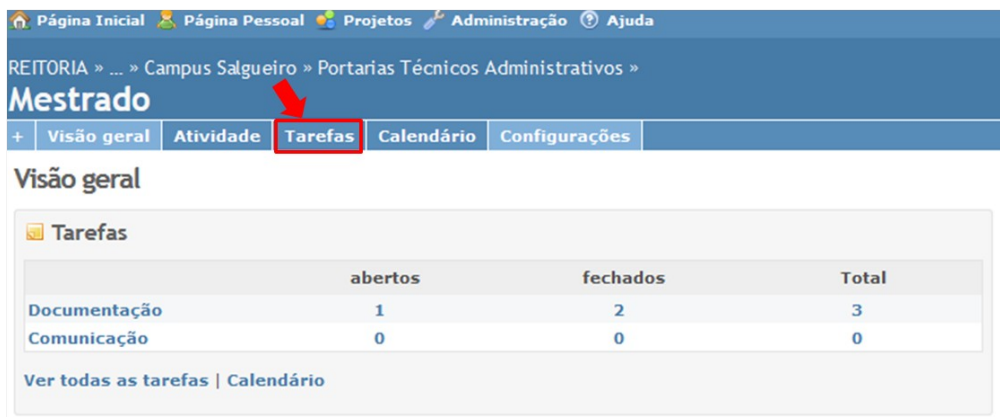 Página Inicial Página Pessoal Projetos Administração Ajuda
REITORIA » ... » Campus Salgueiro » Portarias Técnicos Administrativos »
Mestrado
+ Visão geral Atividade Tarefas Calendário Configurações
Visão geral
Tarefas
abertos fechados Total
Documentação 1 2 3
Comunicação 0 0 0
Ver todas as tarefas | Calendário